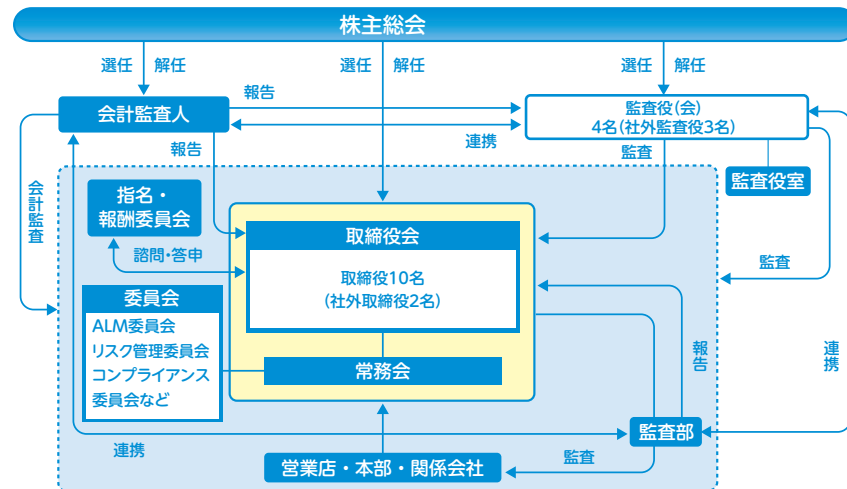 株主総会
選任 解任
選任 解任
選任 解任
会計監査人
報告
監査役(会)
4名(社外監査役3名)
連携
報告
監査
監査役室
会計監査
指名・
報酬委員会
諮問・答申
取締役会
取締役10名
(社外取締役2名)
監査
委員会
ALM委員会
リスク管理委員会
コンプライアンス
委員会など
常務会
報告
連携
監査部
連携
監査
営業店・本部・関係会社